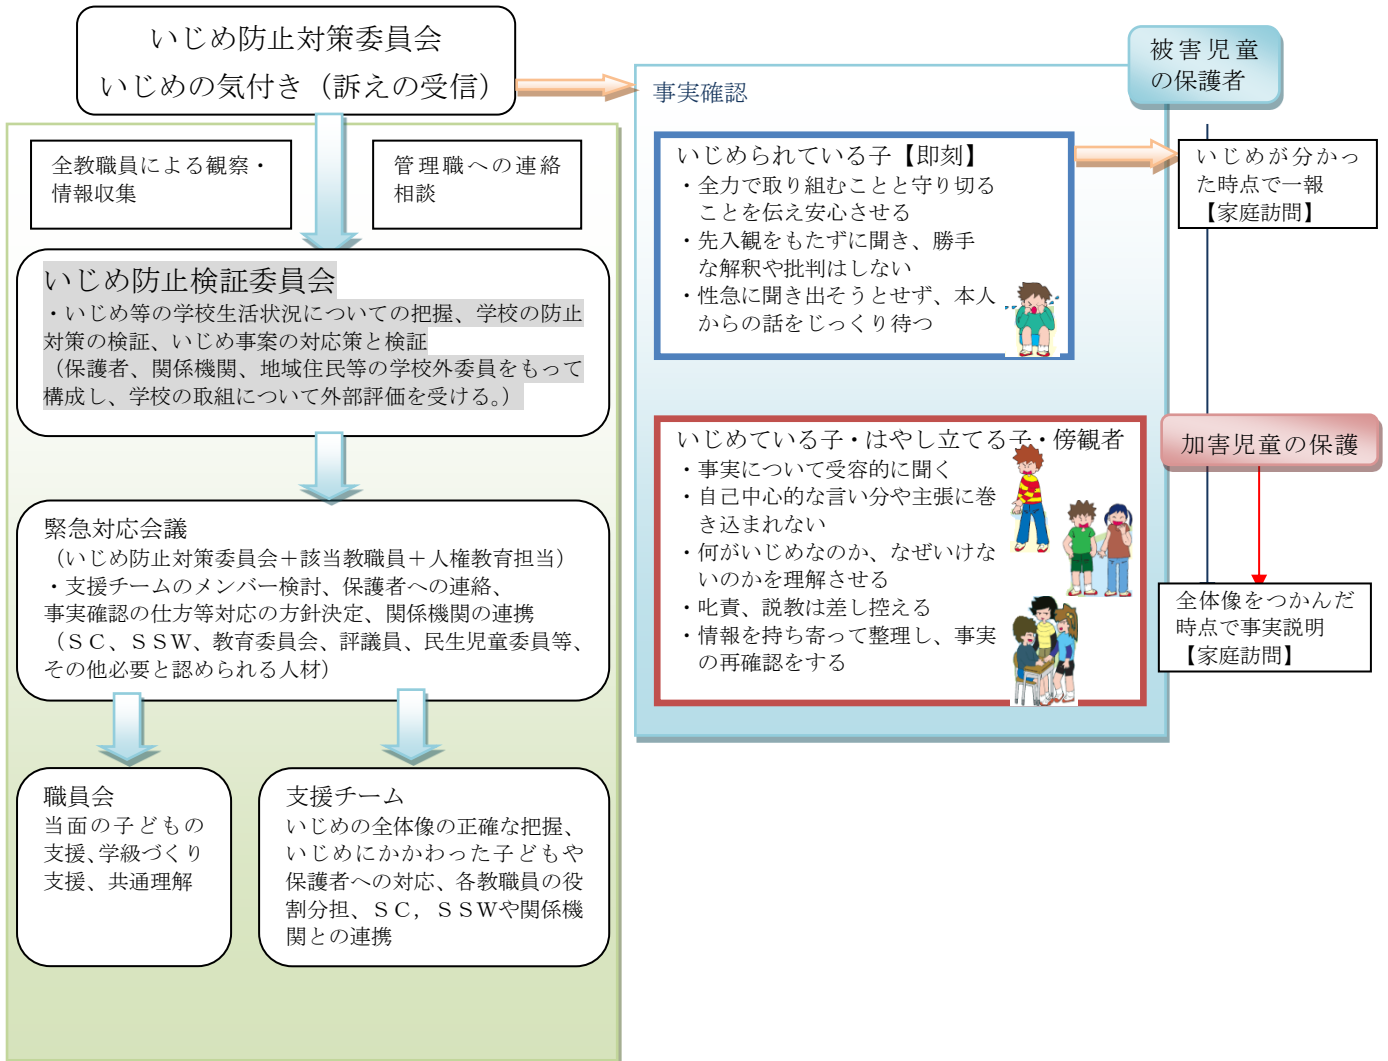 いじめ防止対策委員会
いじめの気付き（訴えの受信）
全教職員による観察・
情報収集
管理職への連絡
相談
いじめ防止検証委員会
・いじめ等の学校生活状況についての把握、学校の防止
対策の検証、いじめ事案の対応策と検証
（保護者、関係機関、地域住民等の学校外委員をもって
構成し、学校の取組について外部評価を受ける。）
緊急対応会議
（いじめ防止対策委員会＋該当教職員＋人権教育担当）
・支援チームのメンバー検討、保護者への連絡、
事実確認の仕方等対応の方針決定、関係機関の連携
（ＳＣ、ＳＳＷ、教育委員会、評議員、民生児童委員等、
その他必要と認められる人材）
職員会
当面の子どもの
支援、学級づくり
支援、共通理解
支援チーム
いじめの全体像の正確な把握、
いじめにかかわった子どもや
保護者への対応、各教職員の役
割分担、ＳＣ，ＳＳＷや関係機
関との連携
事実確認
いじめられている子【即刻】
・全力で取り組むことと守り切る
ことを伝え安心させる
・先入観をもたずに聞き、勝手
な解釈や批判はしない
・性急に聞き出そうとせず、本人
からの話をじっくり待つ
いじめている子・はやし立てる子・傍観者
・事実について受容的に聞く
・自己中心的な言い分や主張に巻
き込まれない
・何がいじめなのか、なぜいけな
いのかを理解させる
・叱責、説教は差し控える
・情報を持ち寄って整理し、事実
の再確認をする
被害児童
の保護者
いじめが分かっ
た時点で一報
【家庭訪問】
加害児童の保護
全体像をつかんだ
時点で事実説明
【家庭訪問】